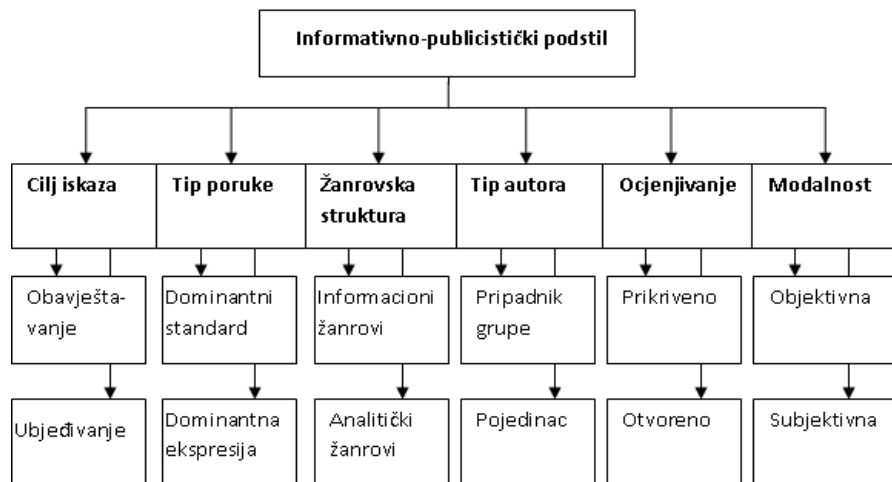 Informativno-publicistički podstil
Cilj iskaza
Tip poruke
Žanrovska
struktura
Tip autora
Ocjenjivanje
Modalnost
Obavješta-
vanje
Dominantni
standard
Informacioni
žanrovi
Pripadnik
grupe
Prikriveno
Objektivna
Ubjeđivanje
Dominantna
ekspresija
Analitički
žanrovi
Pojedinac
Otvoreno
Subjektivna